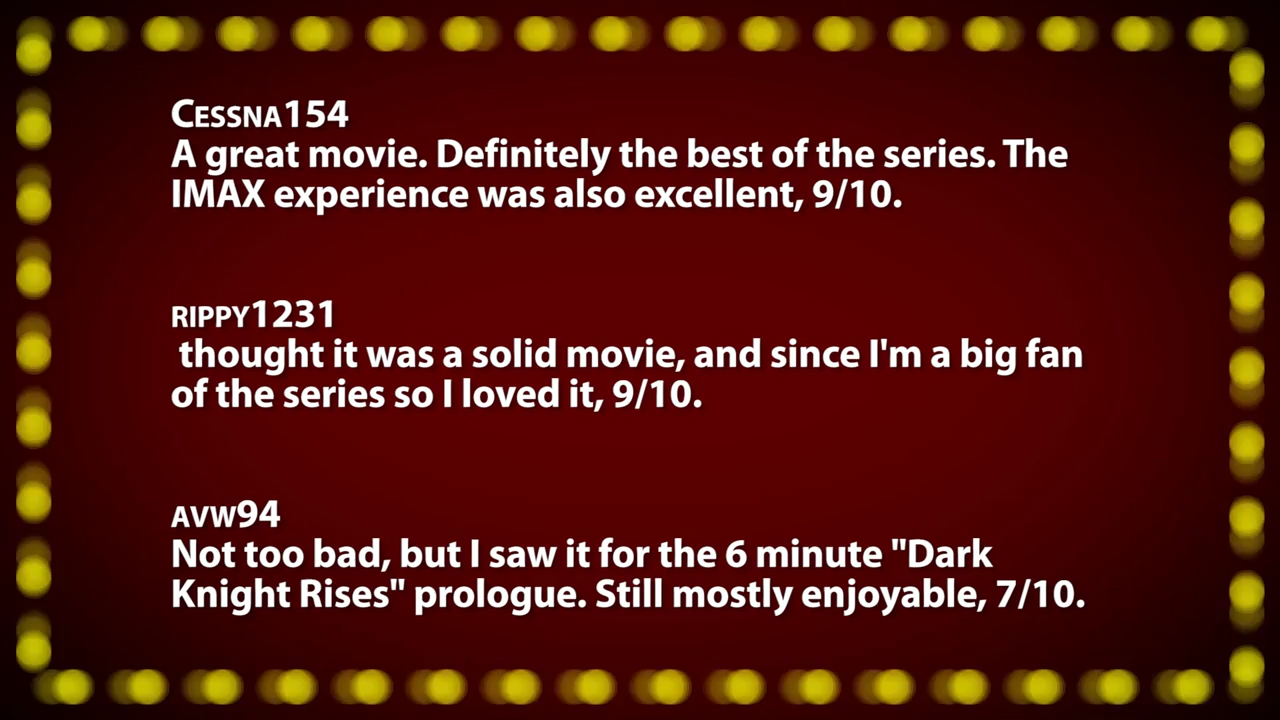 Cessna154
A great movie. Definitely the best of the series. The
IMAX experience was also excellent, 9/10.
rippy1231
thought it was a solid movie, and since I'm a big fan
of the series so I loved it, 9/10.
avw94
Not too bad, but I saw it for the 6 minute "Dark
Knight Rises" prologue. Still mostly enjoyable, 7/10.